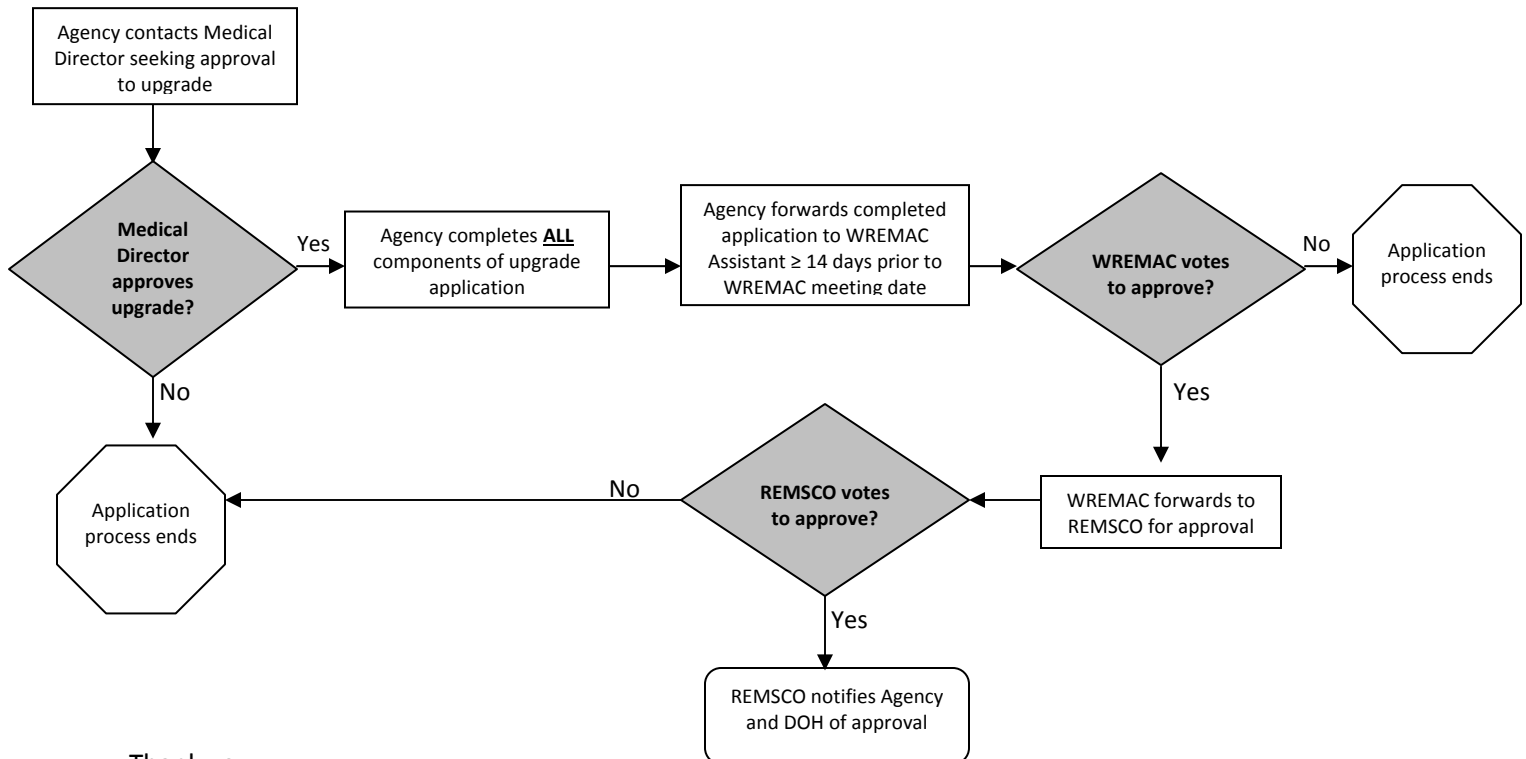 Agency contacts Medical
Director seeking approval
to upgrade
Medical
Director
approves
upgrade?
Yes
Agency completes ALL
components of upgrade
application
Agency forwards completed
application to WREMAC
Assistant ≥ 14 days prior to
WREMAC meeting date
WREMAC votes
to approve?
No
Application
process ends
No
Yes
Application
process ends
No
REMSCO votes
to approve?
WREMAC forwards to
REMSCO for approval
Yes
REMSCO notifies Agency
and DOH of approval